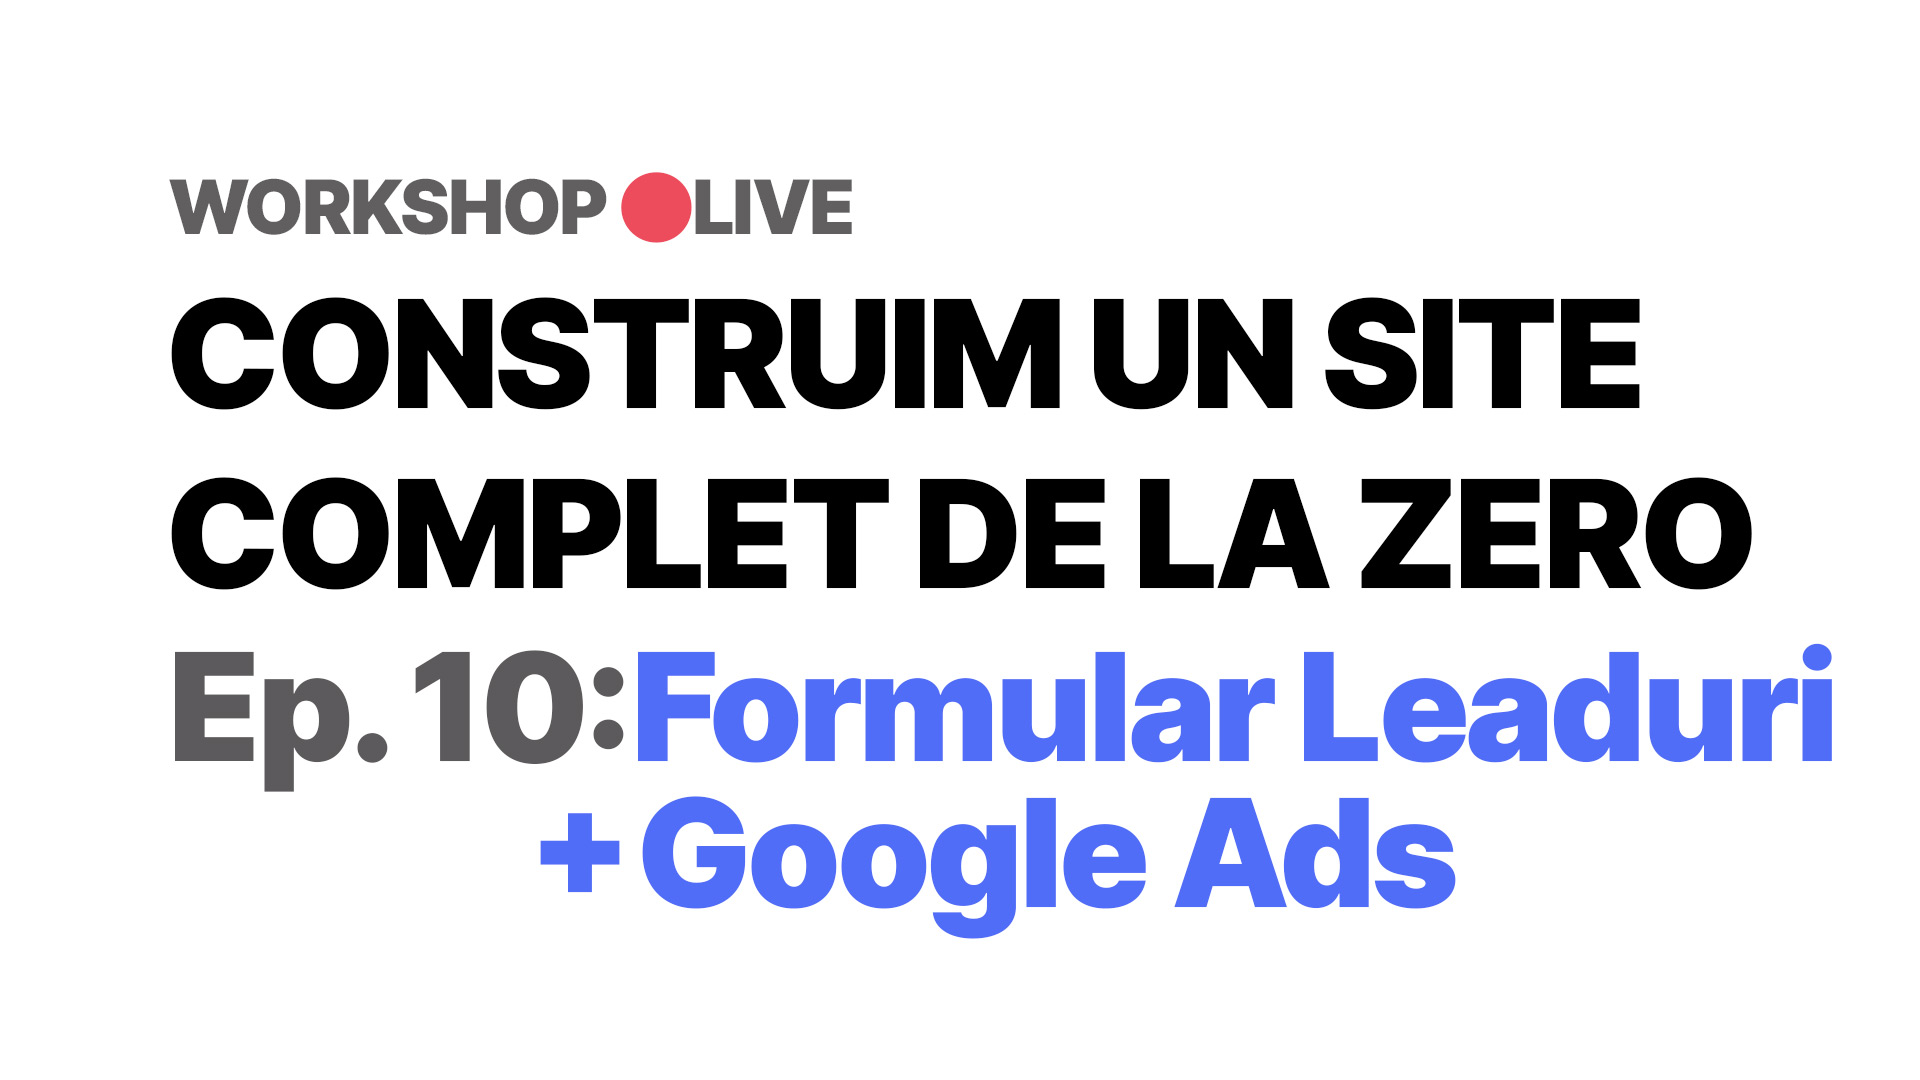 WORKSHOP LIVE
CONSTRUIM UN SITE
COMPLET DE LA ZERO
Ep. 10: Formular Leaduri
+ Google Ads